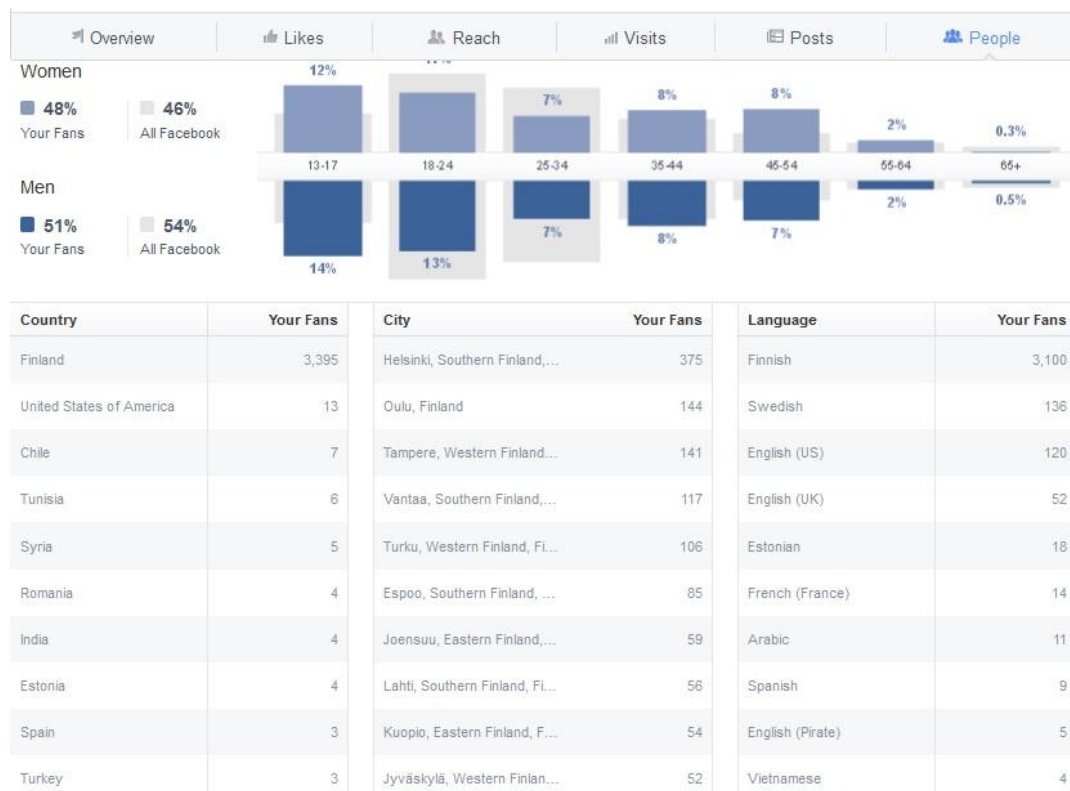 Overview Likes Reach Visits Posts People
Women
12%
7%
8%
8%
2%
0.3%
48% 46%
Your Fans All Facebook
13-17 18-24 25-34 35-44 45-54 55-64 65+
Men
51% 54%
Your Fans All Facebook
14%
13%
7%
8%
7%
2%
0.5%
Country Your Fans City Your Fans Language Your Fans
Finland 3,395 Helsinki, Southern Finland,... 375 Finnish 3,100
United States of America 13 Oulu, Finland 144 Swedish 136
Chile 7 Tampere, Western Finland... 141 English (US) 120
Tunisia 6 Vantaa, Southern Finland,... 117 English (UK) 52
Syria 5 Turku, Western Finland, Fi... 106 Estonian 18
Romania 4 Espoo, Southern Finland, ... 85 French (France) 14
India 4 Joensuu, Eastern Finland,... 59 Arabic 11
Estonia 4 Lahti, Southern Finland, Fi... 56 Spanish 9
Spain 3 Kuopio, Eastern Finland, F... 54 English (Pirate) 5
Turkey 3 Jyväskylä, Western Finlan... 52 Vietnamese 4